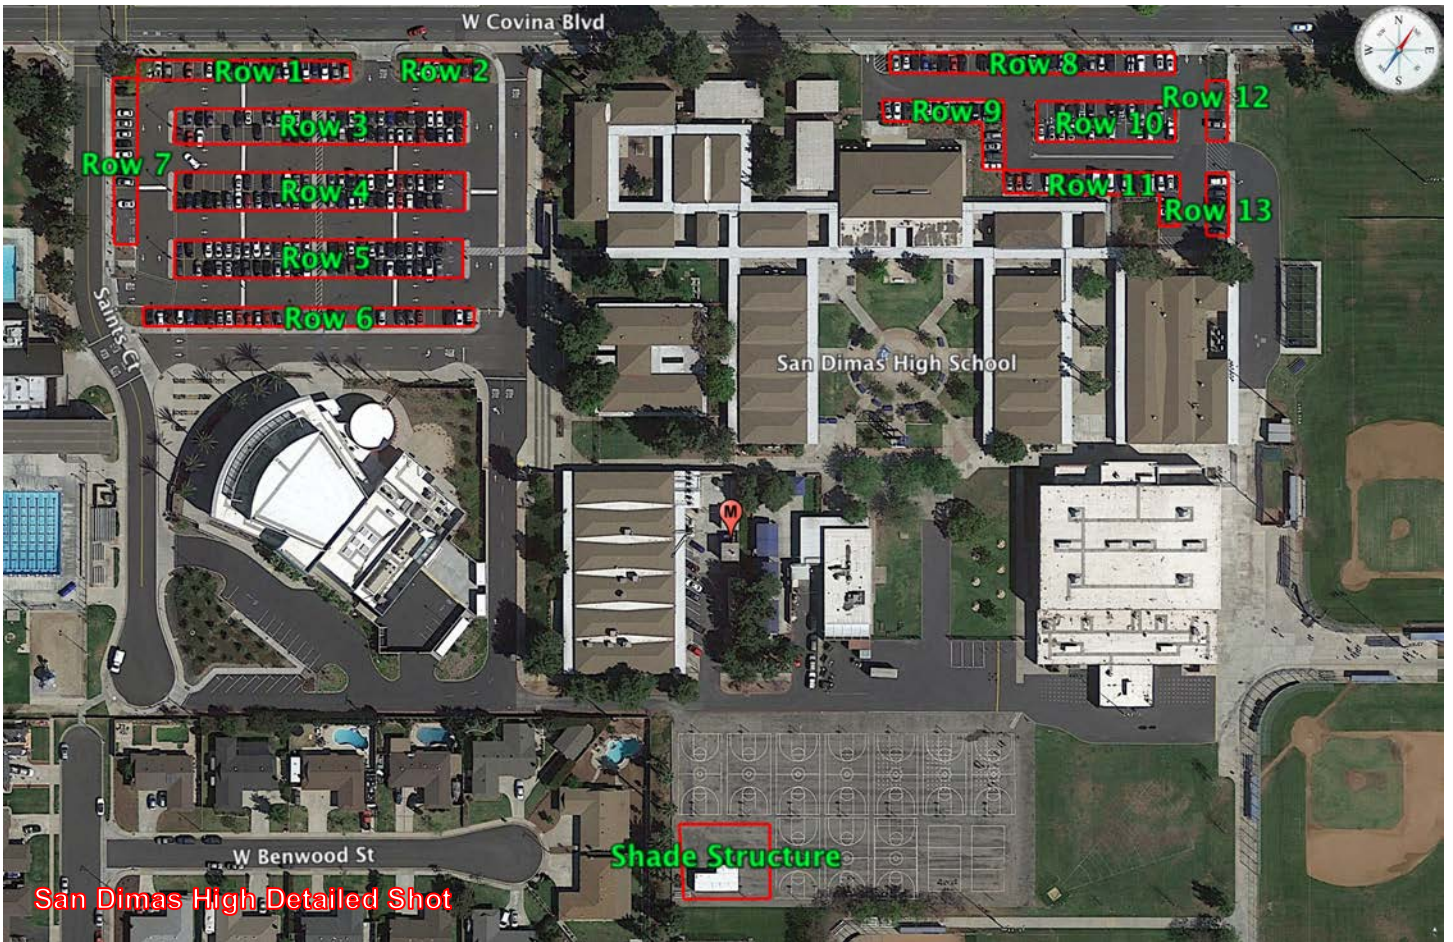 W Covina Blvd
N
W
E
S
Row 1
Row 2
Row 8
Row 12
Row 3
Row 9
Row 10
Row 7
Row 4
Row 11
Row 13
Row 5
Saints Ct
Row 6
San Dimas High School
M
W Benwood St
Shade Structure
San Dimas High Detailed Shot